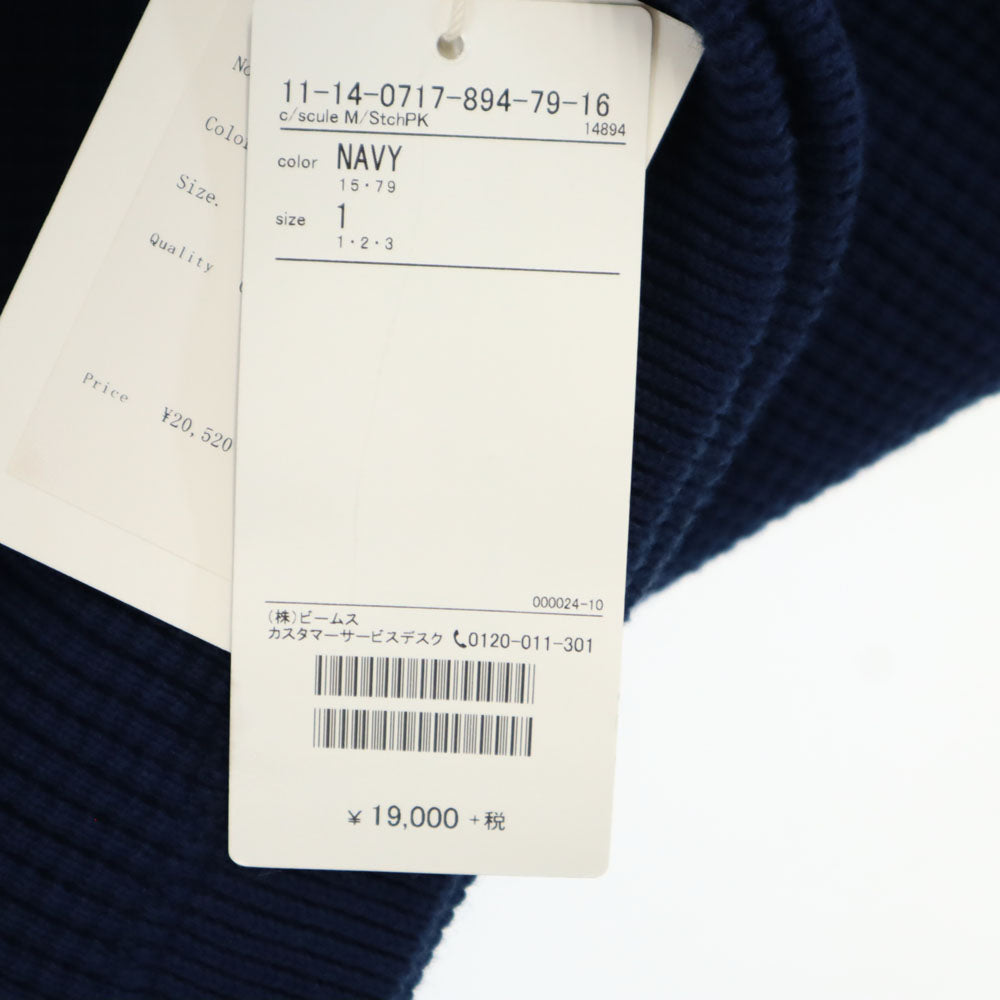 11-14-0717-894-79-16
c/scule M/StchPK
14894
color NAVY
15・79
size 1
1・2・3
000024-10
(株)ビームス
カスタマーサービスデスク 0120-011-301
¥ 19,000 +税
Size.
Quality
Price ¥20,520